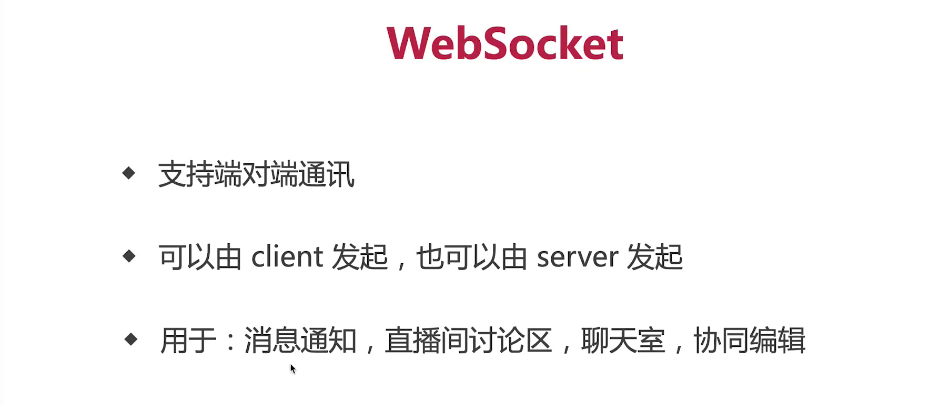 WebSocket
◆ 支持端对端通讯
◆ 可以由 client 发起，也可以由 server 发起
◆ 用于：消息通知，直播间讨论区，聊天室，协同编辑